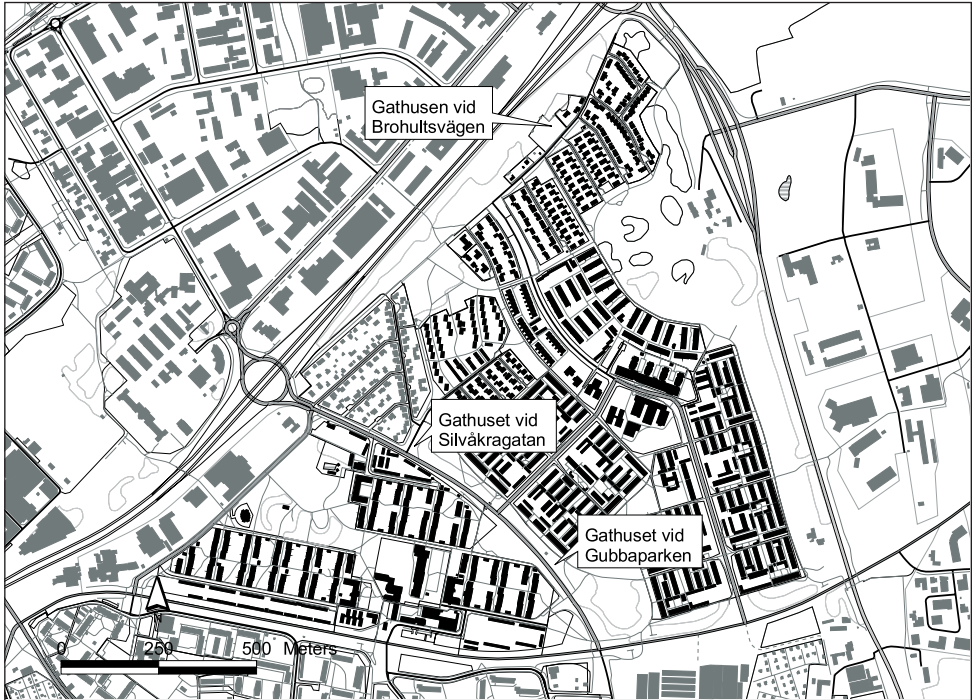 Gathusen vid
Brohultsvägen
Gathuset vid
Silvåkragatan
Gathuset vid
Gubbaparken
0 250 500 Meters